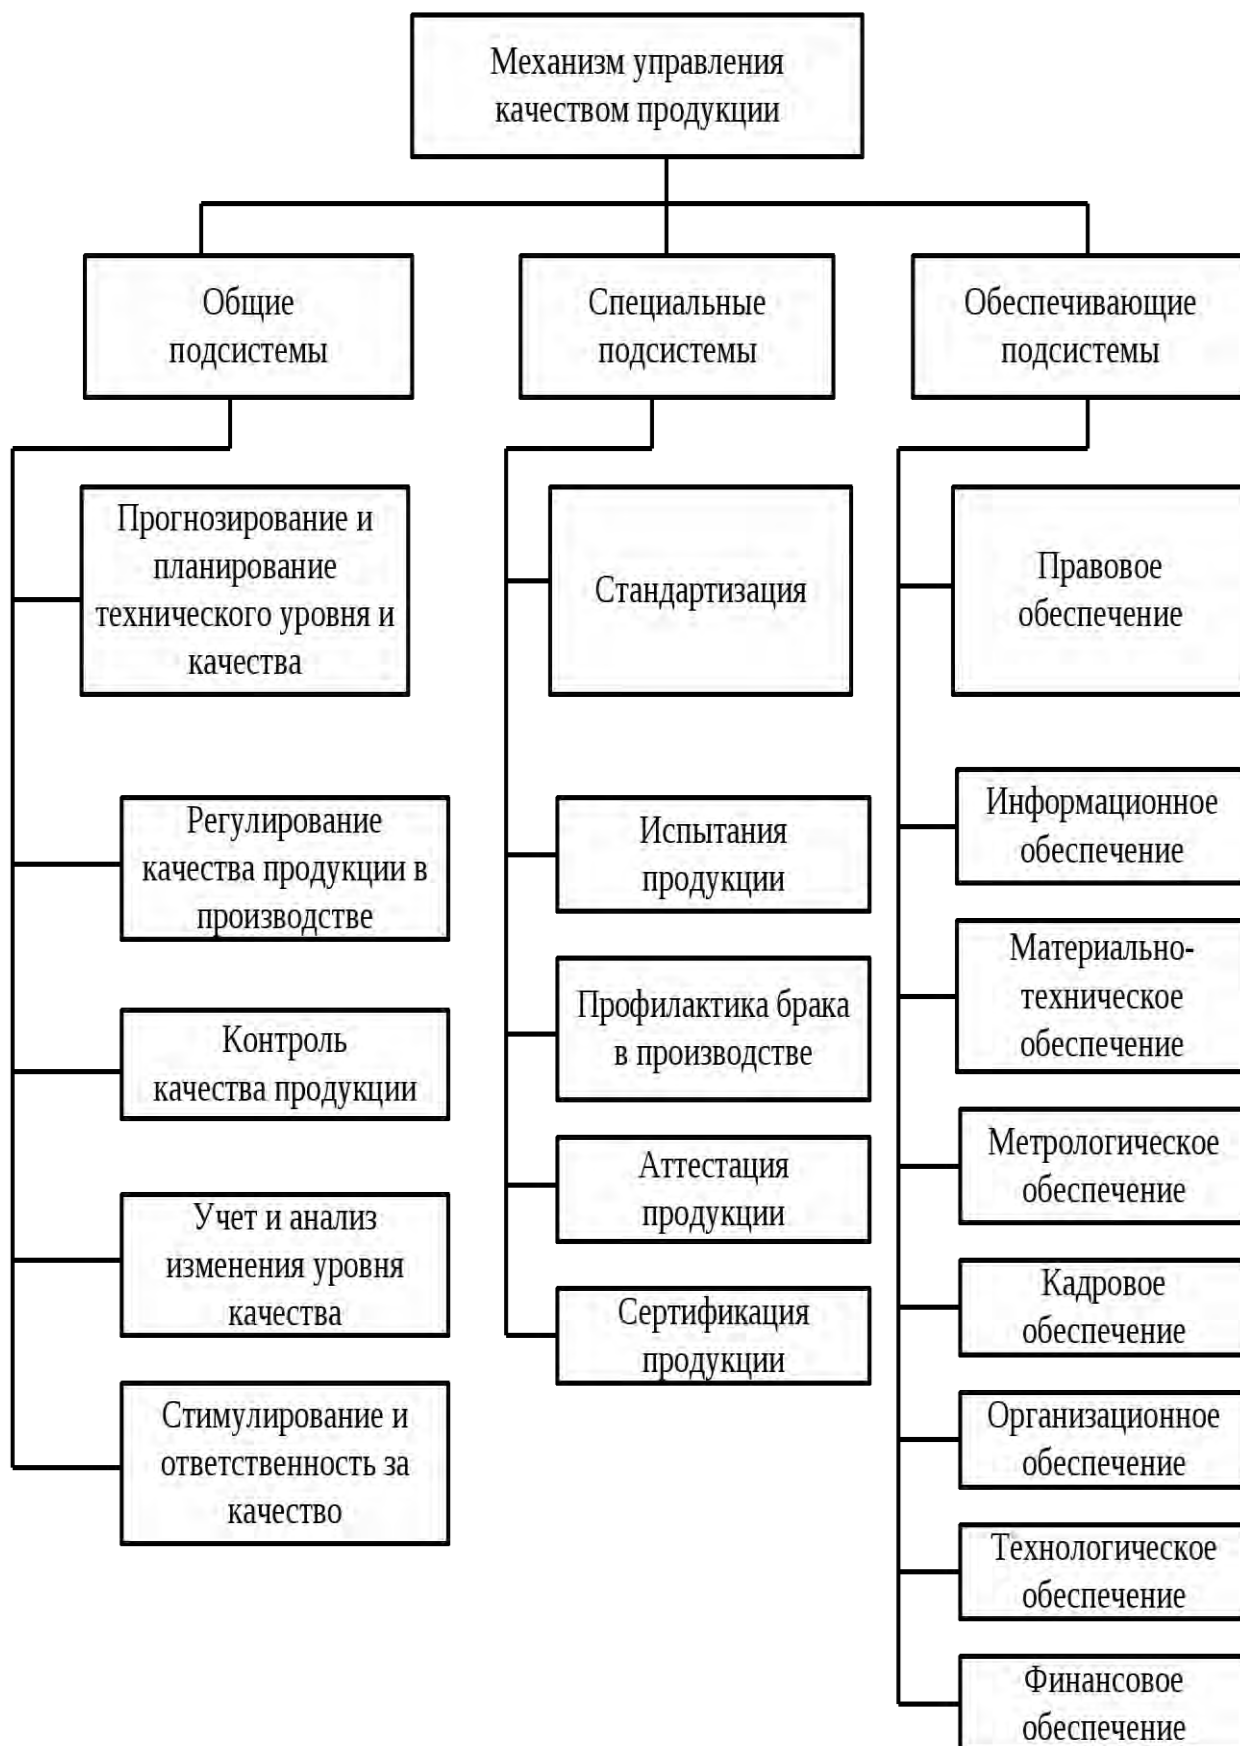 Механизм управления
качеством продукции
Общие
подсистемы
Специальные
подсистемы
Обеспечивающие
подсистемы
Прогнозирование и
планирование
технического уровня и
качества
Регулирование
качества продукции в
производстве
Контроль
качества продукции
Учет и анализ
изменения уровня
качества
Стимулирование и
ответственность за
качество
Стандартизация
Испытания
продукции
Профилактика брака
в производстве
Аттестация
продукции
Сертификация
продукции
Правовое
обеспечение
Информационное
обеспечение
Материально-
техническое
обеспечение
Метрологическое
обеспечение
Кадровое
обеспечение
Организационное
обеспечение
Технологическое
обеспечение
Финансовое
обеспечение